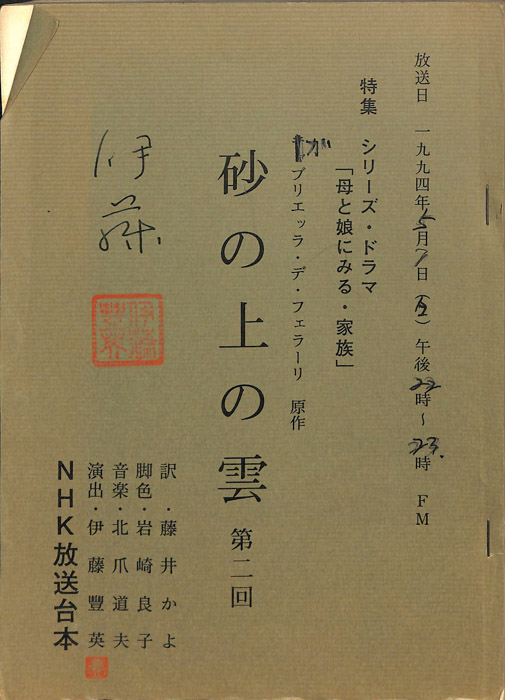 放送日 一九九四年5月 日( )午後22時~23時 FM
特集 シリーズ・ドラマ
「母と娘にみる・家族」
ガブリエッラ・デ・フェラーリ 原作
砂の上の雲 第二回
伊藤
訳・藤井かよ
脚色・岩崎良子
音楽・北爪道夫
演出・伊藤豐英
NHK放送台本